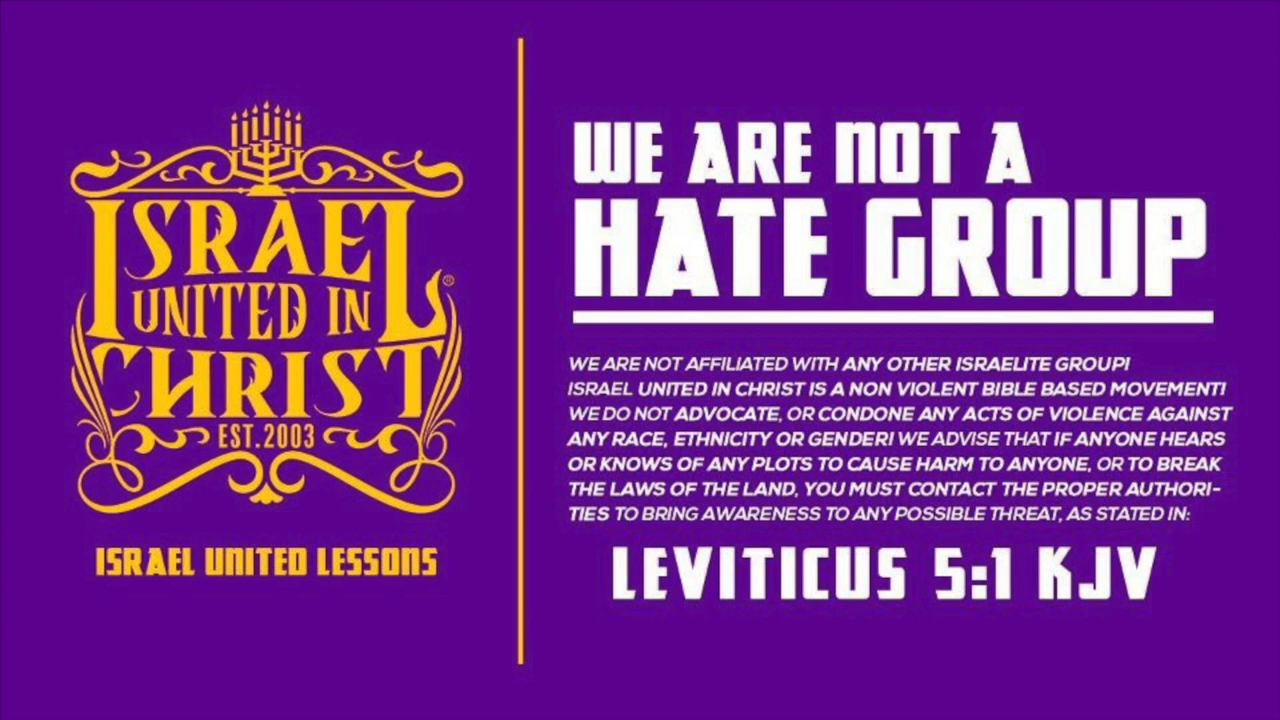 ISRAEL
UNITED IN
CHRIST
EST.2003
®
ISRAEL UNITED LESSONS
WE ARE NOT A
HATE GROUP
WE ARE NOT AFFILIATED WITH ANY OTHER ISRAELITE GROUP!
ISRAEL UNITED IN CHRIST IS A NON VIOLENT BIBLE BASED MOVEMENT!
WE DO NOT ADVOCATE, OR CONDONE ANY ACTS OF VIOLENCE AGAINST
ANY RACE, ETHNICITY OR GENDER! WE ADVISE THAT IF ANYONE HEARS
OR KNOWS OF ANY PLOTS TO CAUSE HARM TO ANYONE, OR TO BREAK
THE LAWS OF THE LAND, YOU MUST CONTACT THE PROPER AUTHORI-
TIES TO BRING AWARENESS TO ANY POSSIBLE THREAT, AS STATED IN:
LEVITICUS 5:1 KJV